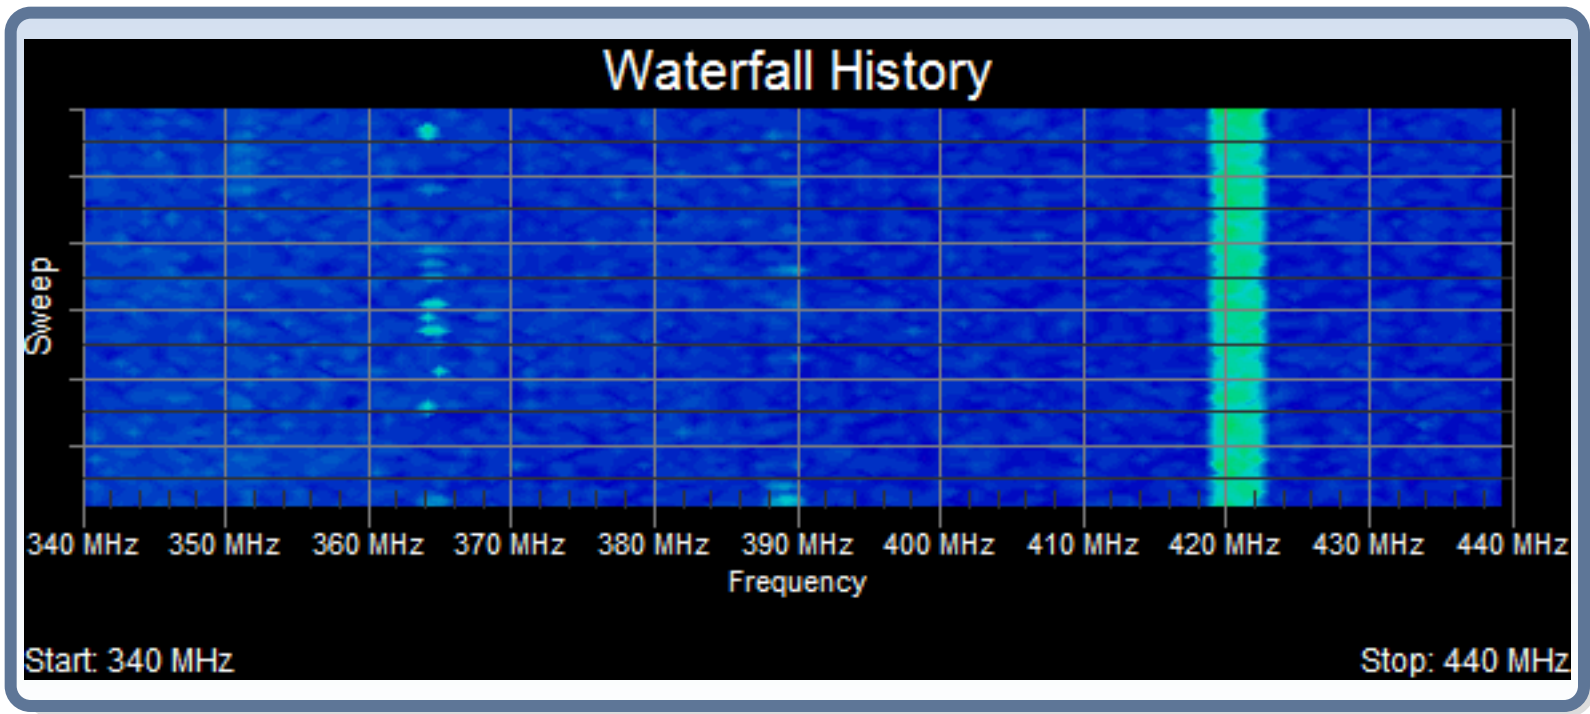 Waterfall History
Sweep
340 MHz 350 MHz 360 MHz 370 MHz 380 MHz 390 MHz 400 MHz 410 MHz 420 MHz 430 MHz 440 MHz
Frequency
Start: 340 MHz Stop: 440 MHz